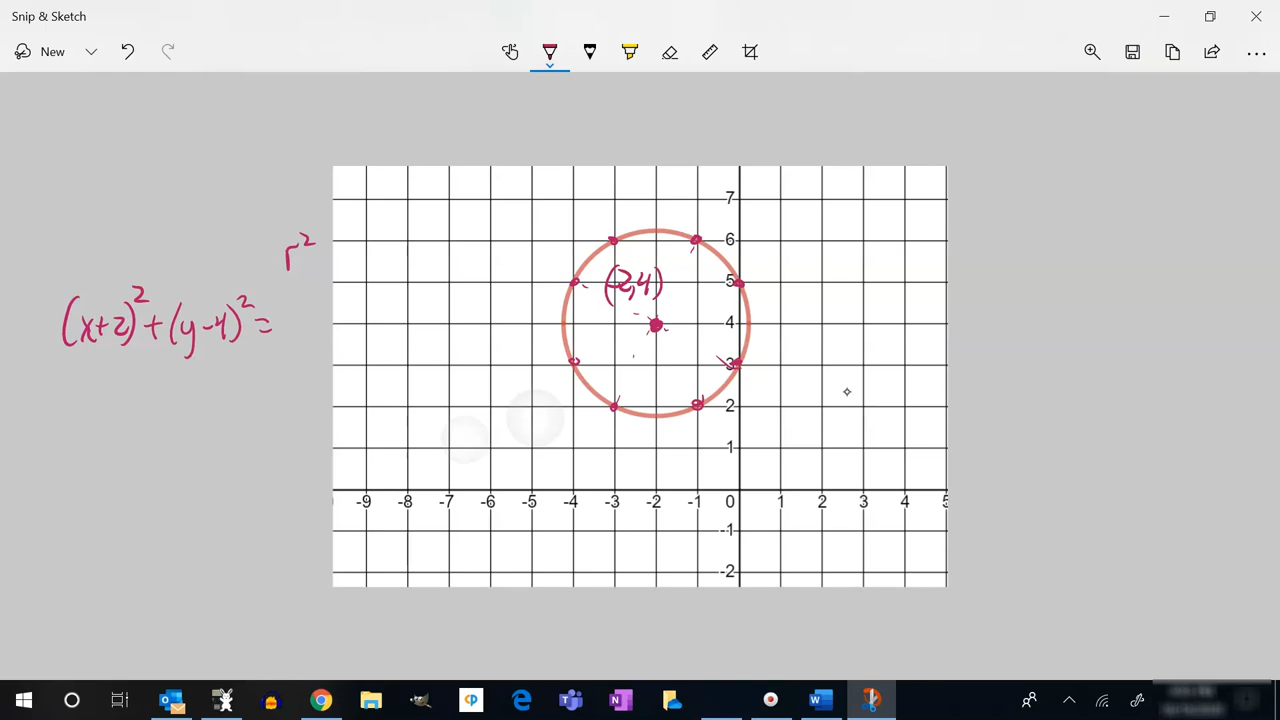 Snip & Sketch
New
r²
(x+2)²+(y-4)²=
(-2,4)
7
6
5
4
3
2
1
-9 -8 -7 -6 -5 -4 -3 -2 -1 0 1 2 3 4 5
-1
-2